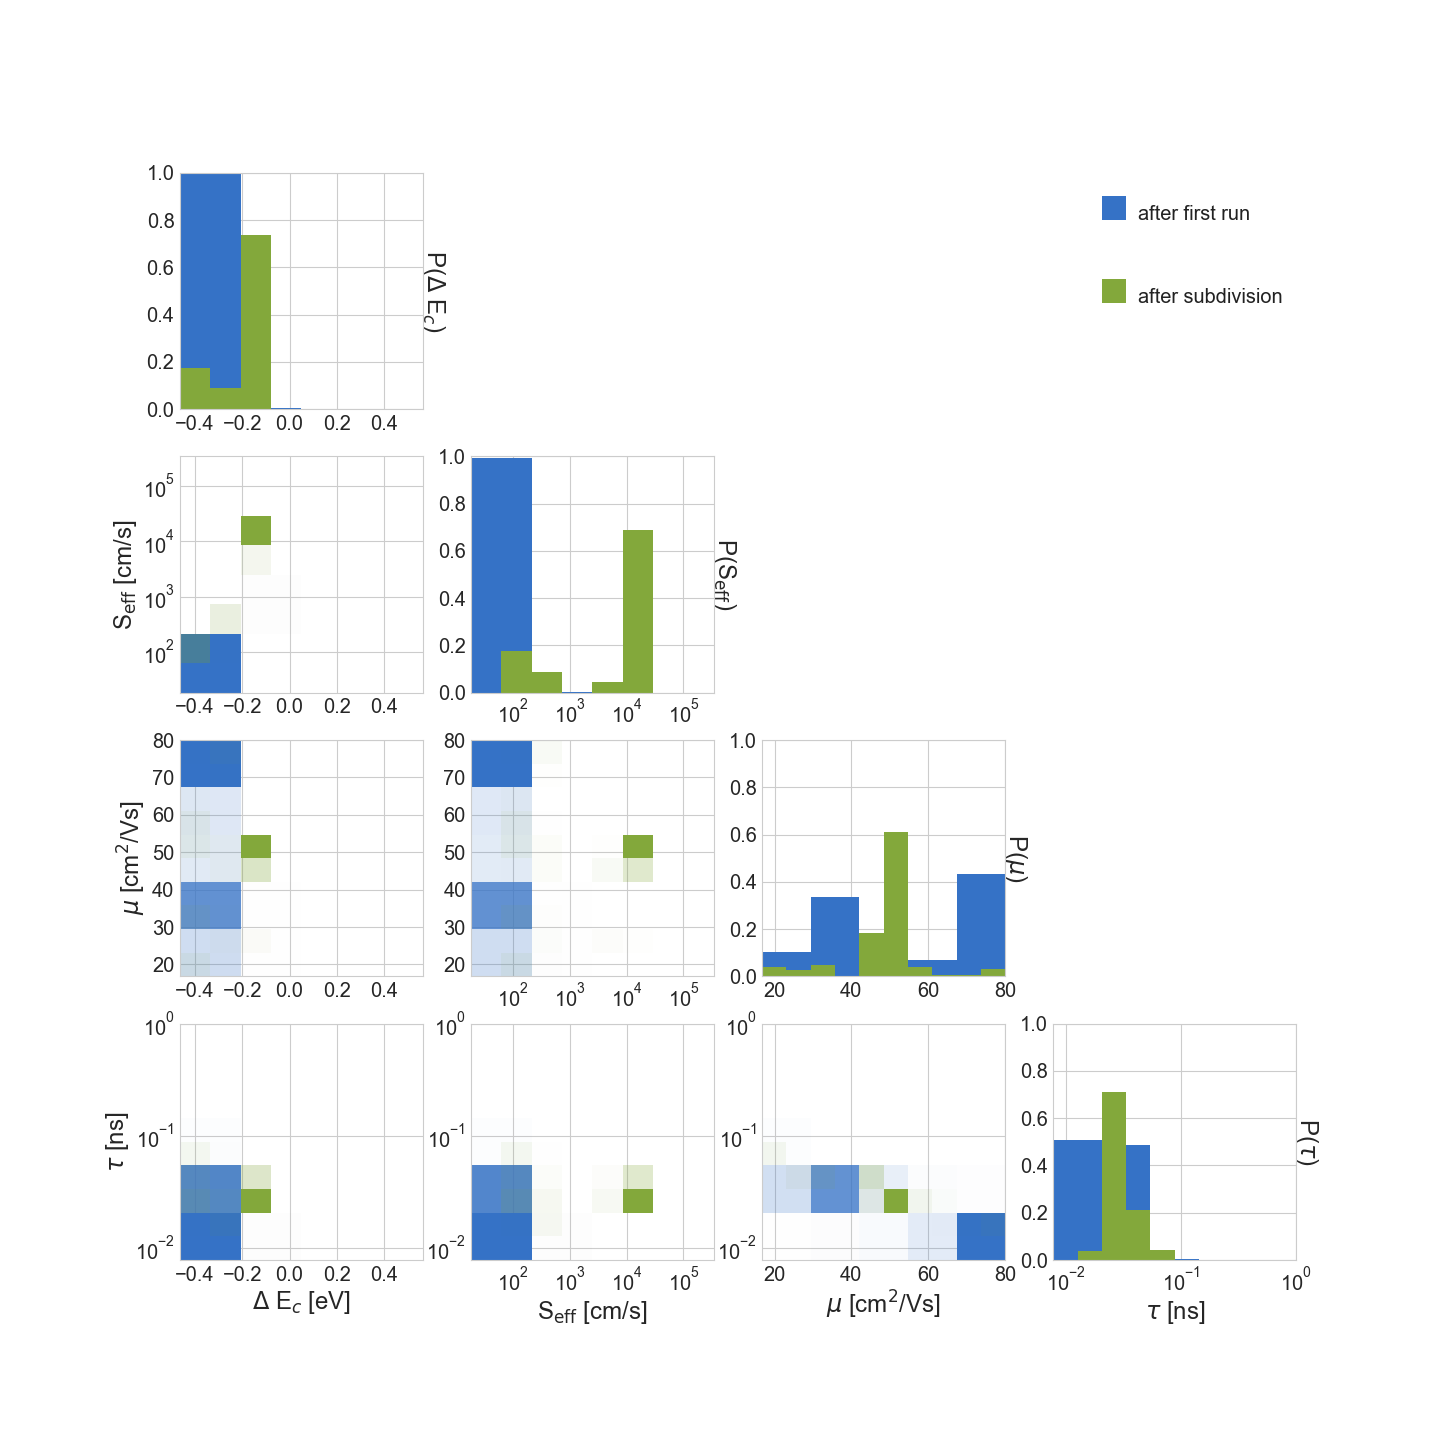 1.0
0.8
0.6
0.4
0.2
0.0
−0.4 −0.2 0.0 0.2 0.4
P(Δ E_c)
after first run
after subdivision
S_eff [cm/s]
10^5
10^4
10^3
10^2
−0.4 −0.2 0.0 0.2 0.4
1.0
0.8
0.6
0.4
0.2
0.0
10^2 10^3 10^4 10^5
P(S_eff)
μ [cm^2/Vs]
80
70
60
50
40
30
20
−0.4 −0.2 0.0 0.2 0.4
80
70
60
50
40
30
20
10^2 10^3 10^4 10^5
1.0
0.8
0.6
0.4
0.2
0.0
20 40 60 80
P(μ)
τ [ns]
10^0
10^−1
10^−2
−0.4 −0.2 0.0 0.2 0.4
Δ E_c [eV]
10^0
10^−1
10^−2
10^2 10^3 10^4 10^5
S_eff [cm/s]
10^0
10^−1
10^−2
20 40 60 80
μ [cm^2/Vs]
1.0
0.8
0.6
0.4
0.2
0.0
10^−2 10^−1 10^0
τ [ns]
P(τ)